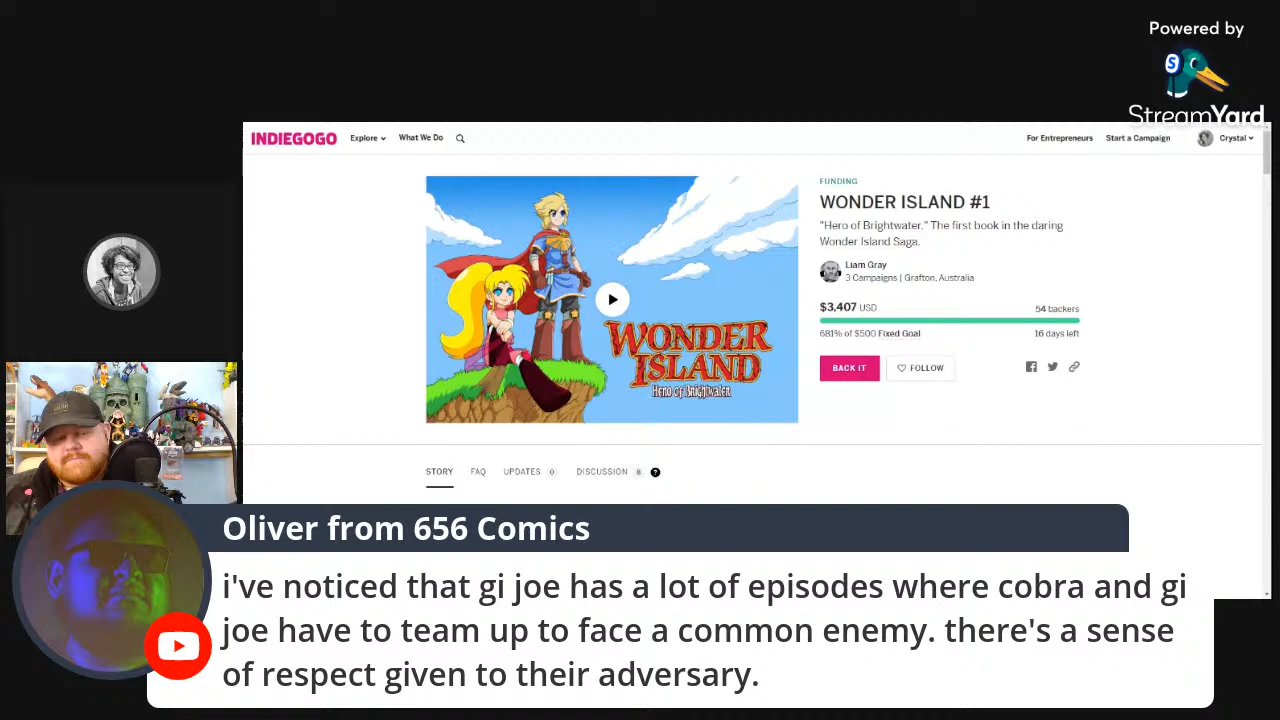 Powered by
StreamYard
INDIEGOGO Explore What We Do For Entrepreneurs Start a Campaign Crystal
FUNDING
WONDER ISLAND #1
"Hero of Brightwater." The first book in the daring
Wonder Island Saga.
Liam Gray
3 Campaigns | Grafton, Australia
$3,407 USD 54 backers
681% of $500 Fixed Goal 16 days left
BACK IT FOLLOW
WONDER
ISLAND
Hero of Brightwater
STORY FAQ UPDATES 0 DISCUSSION 8 ?
Oliver from 656 Comics
i've noticed that gi joe has a lot of episodes where cobra and gi
joe have to team up to face a common enemy. there's a sense
of respect given to their adversary.